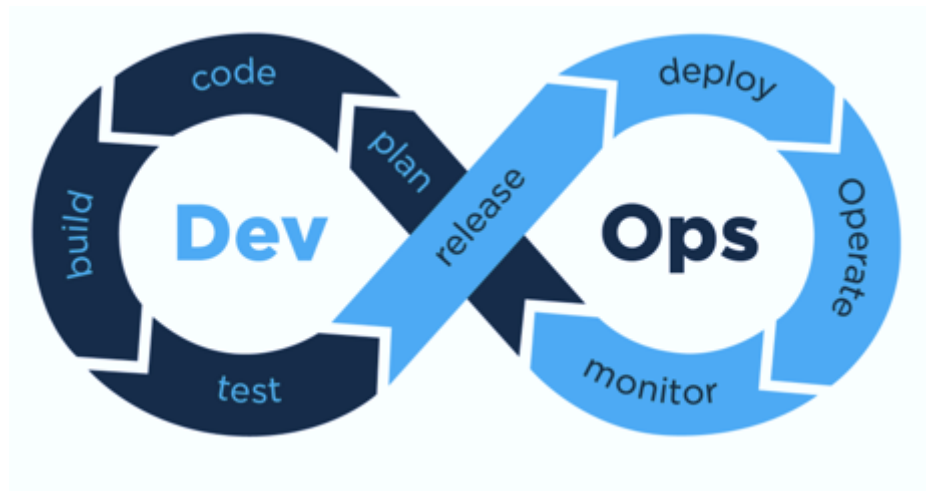 code
deploy
plan
release
build
Dev
Ops
Operate
test
monitor